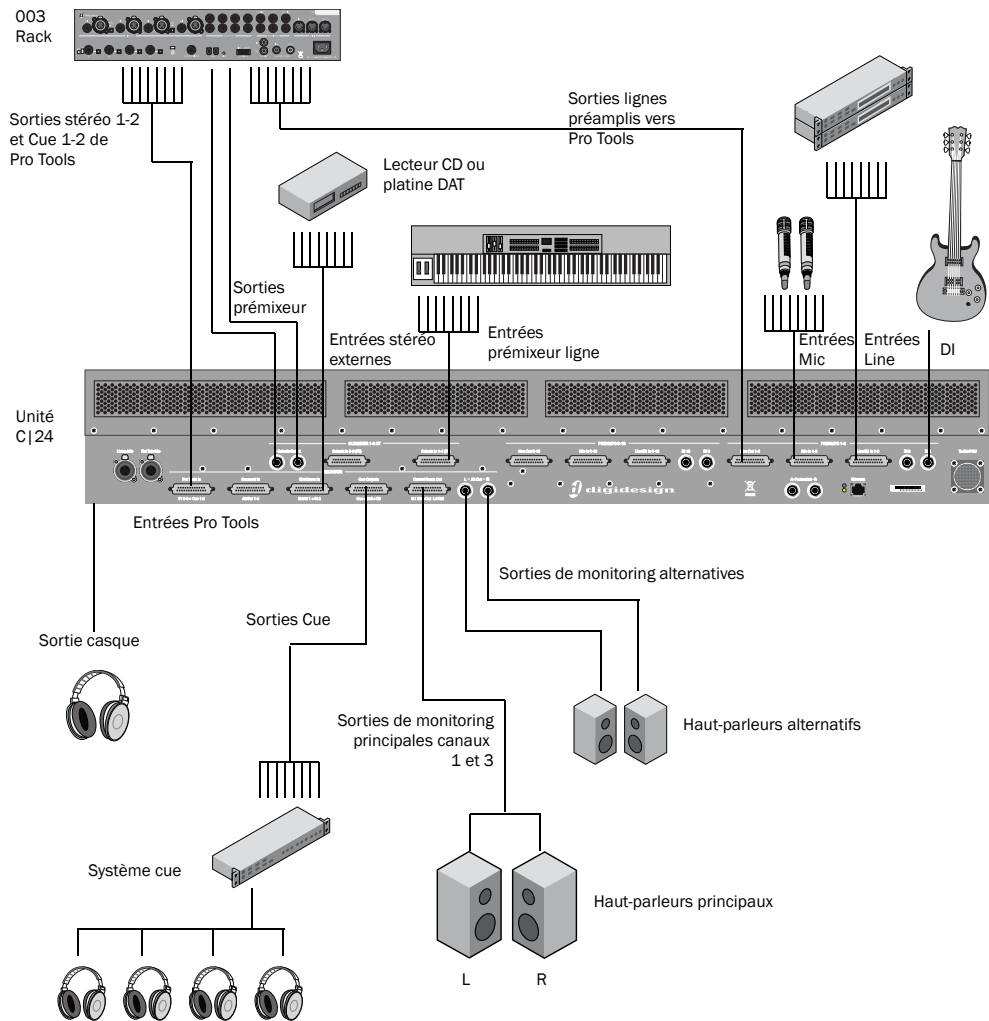 003
Rack
Sorties stéréo 1-2
et Cue 1-2 de
Pro Tools
Sorties lignes
préamplis vers
Pro Tools
Lecteur CD ou
platine DAT
Sorties
prémixeur
Entrées stéréo
externes
Entrées
prémixeur ligne
Entrées
Mic
Entrées
Line
DI
Unité
C|24
digidesign
Entrées Pro Tools
Sorties de monitoring alternatives
Sorties Cue
Sortie casque
Sorties de monitoring
principales canaux
1 et 3
Haut-parleurs alternatifs
Système cue
Haut-parleurs principaux
L
R